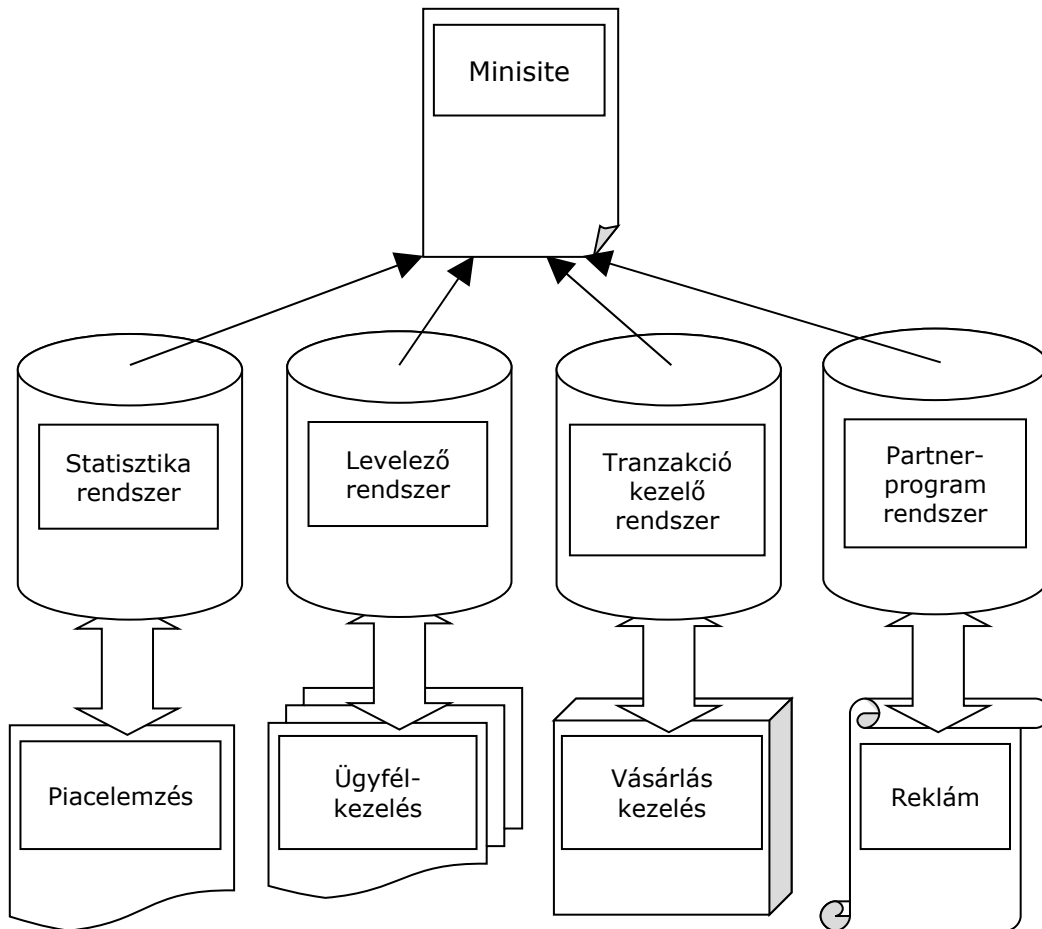 Minisite
Statisztika
rendszer
Levelező
rendszer
Tranzakció
kezelő
rendszer
Partner-
program
rendszer
Piacelemzés
Ügyfél-
kezelés
Vásárlás
kezelés
Reklám